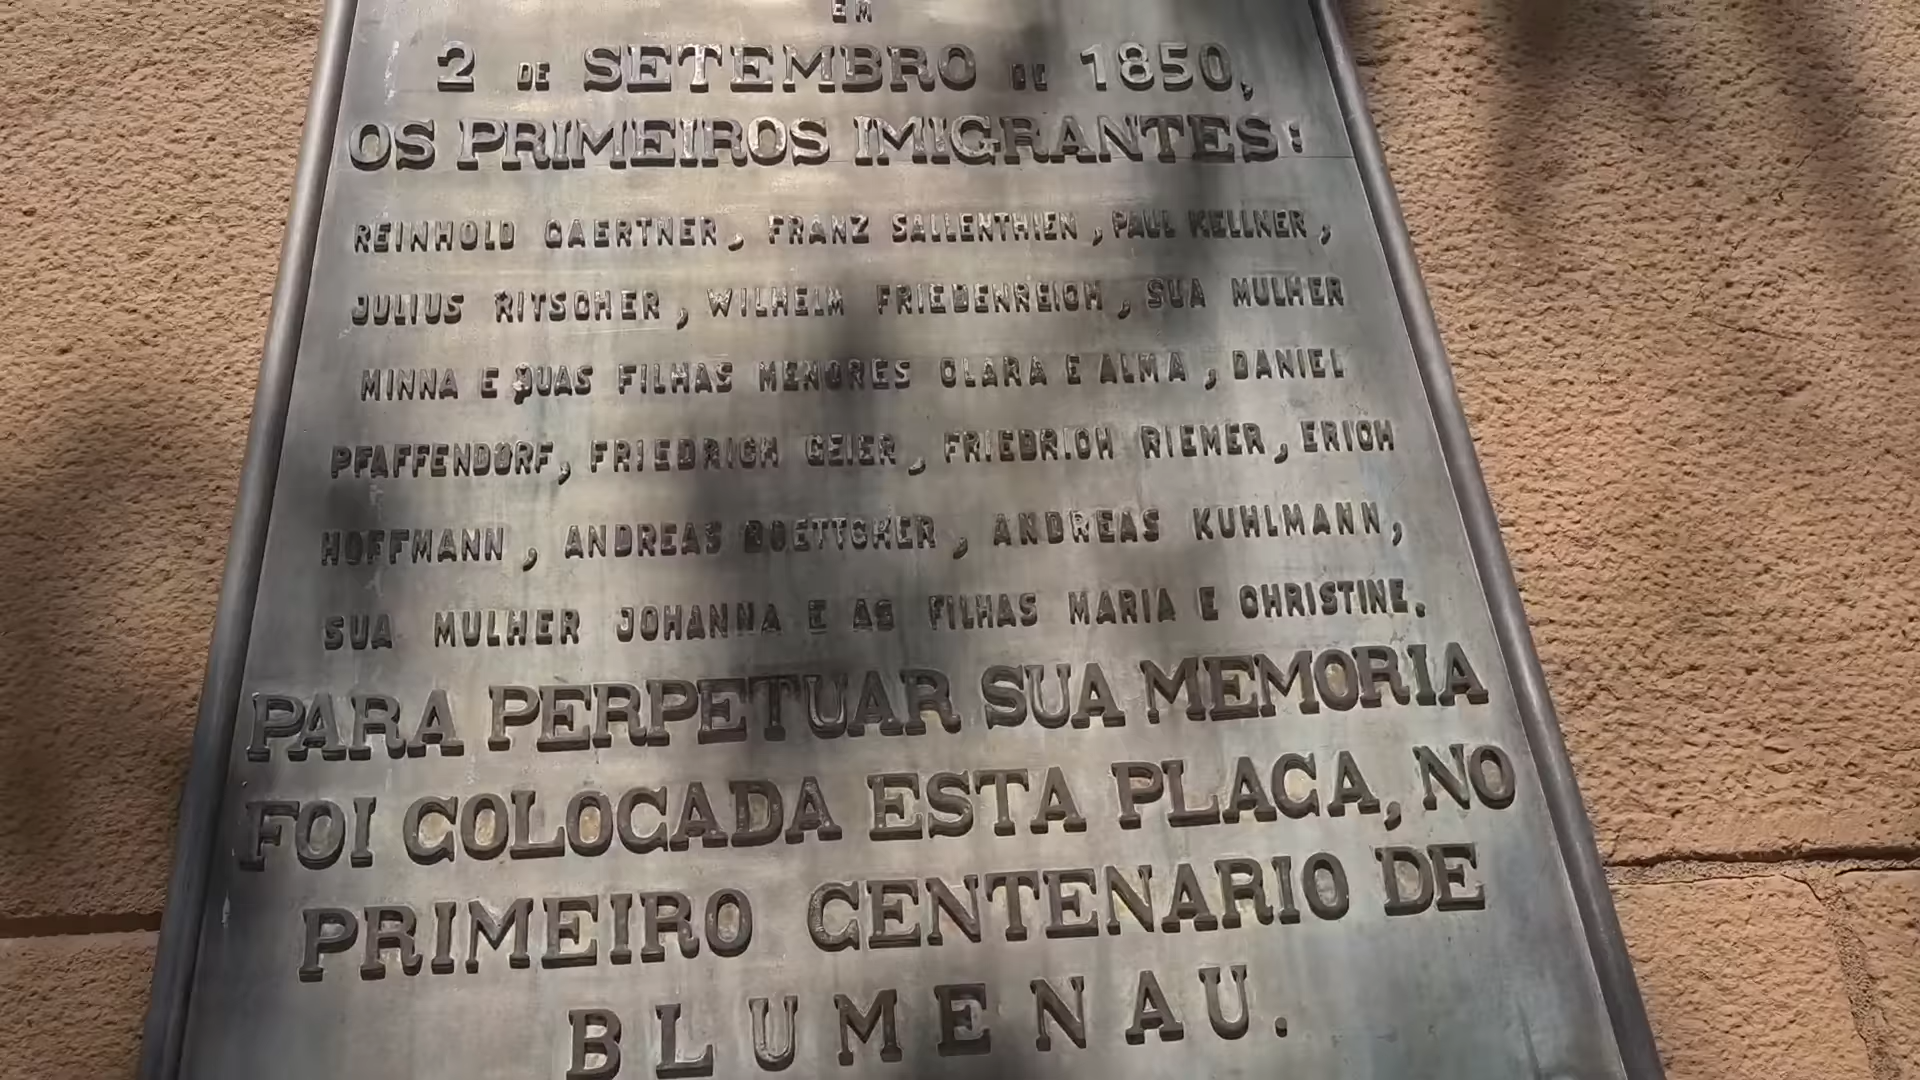 EM
2 DE SETEMBRO DE 1850,
OS PRIMEIROS IMIGRANTES:
REINHOLD GAERTNER, FRANZ SALLENTHIEN, PAUL KELLNER,
JULIUS RITSCHER, WILHELM FRIEDENREICH, SUA MULHER
MINNA E DUAS FILHAS MENORES CLARA E ALMA, DANIEL
PFAFFENDORF, FRIEDRICH GEIER, FRIEDRICH RIEMER, ERICH
HOFFMANN, ANDREAS BOETTCHER, ANDREAS KUHLMANN,
SUA MULHER JOHANNA E AS FILHAS MARIA E CHRISTINE.
PARA PERPETUAR SUA MEMORIA
FOI COLOCADA ESTA PLACA, NO
PRIMEIRO CENTENARIO DE
BLUMENAU.